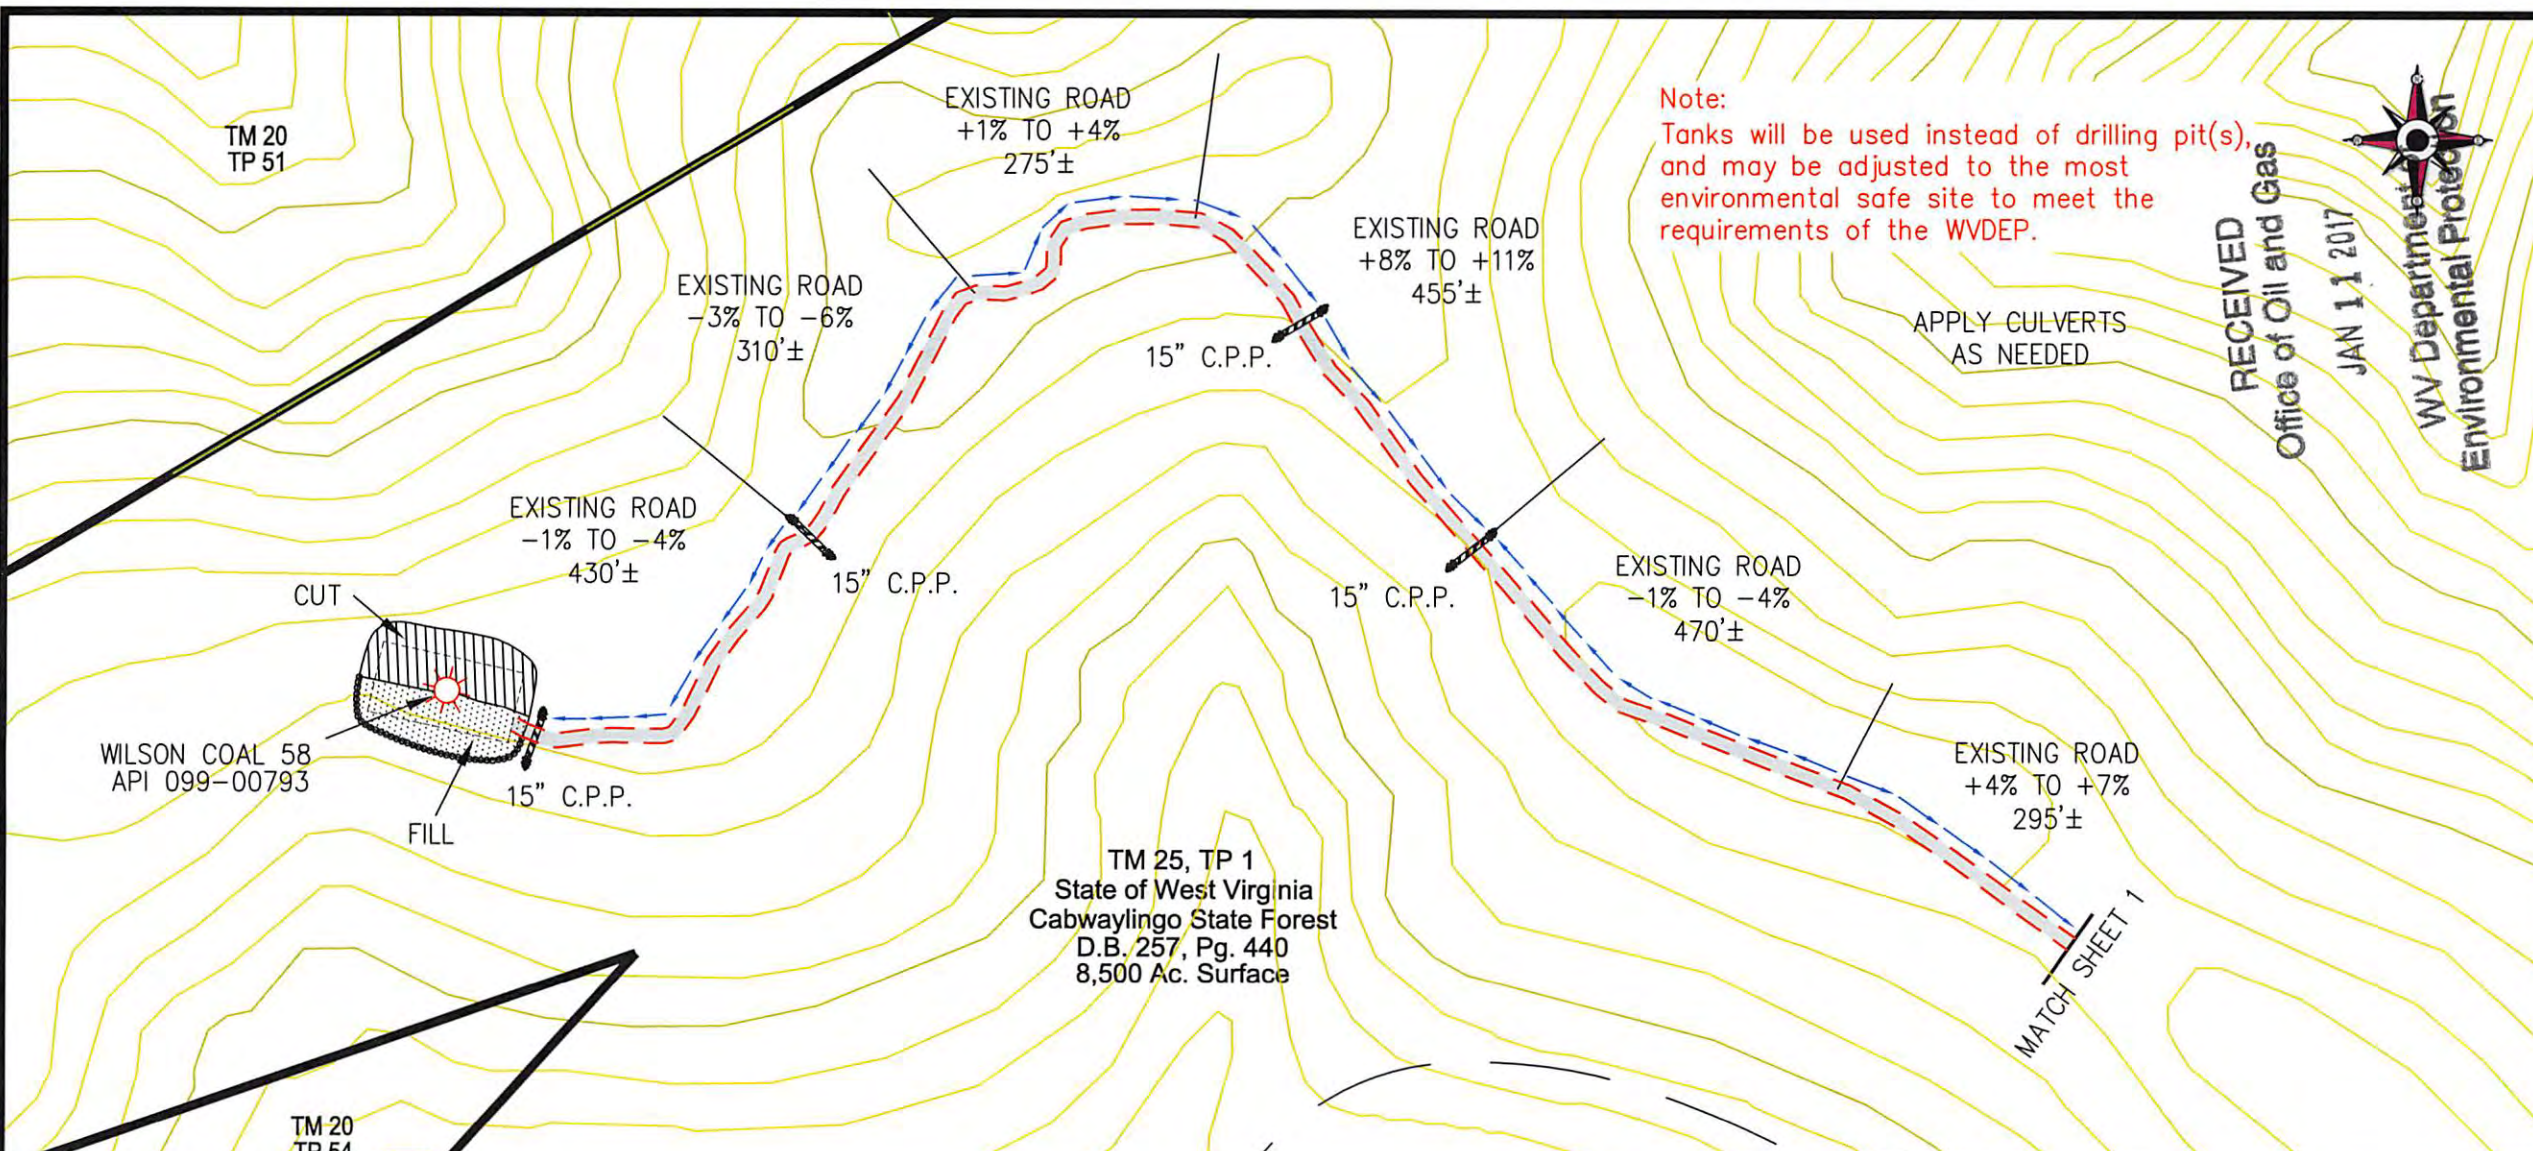 TM 20
TP 51
EXISTING ROAD
+1% TO +4%
275'±
Note:
Tanks will be used instead of drilling pit(s),
and may be adjusted to the most
environmental safe site to meet the
requirements of the WVDEP.
RECEIVED
Office of Oil and Gas
JAN 11 2017
WV Department of
Environmental Protection
EXISTING ROAD
-3% TO -6%
310'±
EXISTING ROAD
+8% TO +11%
455'±
15" C.P.P.
APPLY CULVERTS
AS NEEDED
EXISTING ROAD
-1% TO -4%
430'±
15" C.P.P.
15" C.P.P.
EXISTING ROAD
-1% TO -4%
470'±
CUT
WILSON COAL 58
API 099-00793
15" C.P.P.
FILL
EXISTING ROAD
+4% TO +7%
295'±
TM 25, TP 1
State of West Virginia
Cabwaylingo State Forest
D.B. 257, Pg. 440
8,500 Ac. Surface
MATCH SHEET 1
TM 20
TP 54